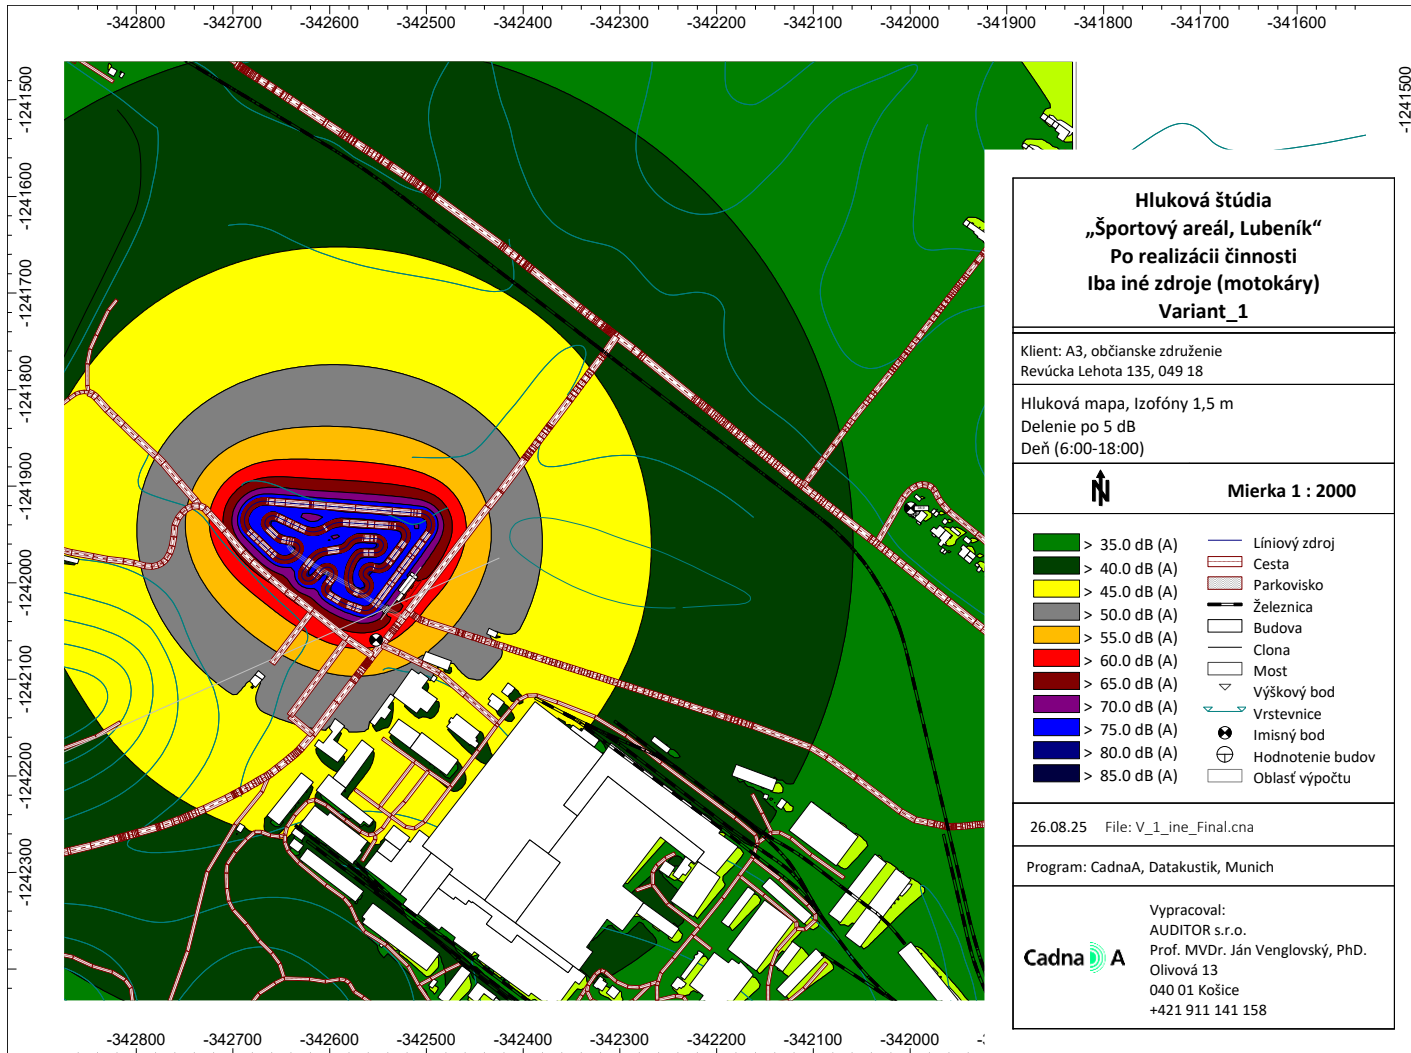 -342800 -342700 -342600 -342500 -342400 -342300 -342200 -342100 -342000 -341900 -341800 -341700 -341600
-1241500
-1241600
-1241700
-1241800
-1241900
-1242000
-1242100
-1242200
-1242300
-1241500
Hluková štúdia
„Športový areál, Lubeník“
Po realizácii činnosti
Iba iné zdroje (motokáry)
Variant_1
Klient: A3, občianske združenie
Revúcka Lehota 135, 049 18
Hluková mapa, Izofóny 1,5 m
Delenie po 5 dB
Deň (6:00-18:00)
N
Mierka 1 : 2000
> 35.0 dB (A)
> 40.0 dB (A)
> 45.0 dB (A)
> 50.0 dB (A)
> 55.0 dB (A)
> 60.0 dB (A)
> 65.0 dB (A)
> 70.0 dB (A)
> 75.0 dB (A)
> 80.0 dB (A)
> 85.0 dB (A)
Líniový zdroj
Cesta
Parkovisko
Železnica
Budova
Clona
Most
Výškový bod
Vrstevnice
Imisný bod
Hodnotenie budov
Oblasť výpočtu
26.08.25 File: V_1_ine_Final.cna
Program: CadnaA, Datakustik, Munich
Cadna A
Vypracoval:
AUDITOR s.r.o.
Prof. MVDr. Ján Venglovský, PhD.
Olivová 13
040 01 Košice
+421 911 141 158
-342800 -342700 -342600 -342500 -342400 -342300 -342200 -342100 -342000